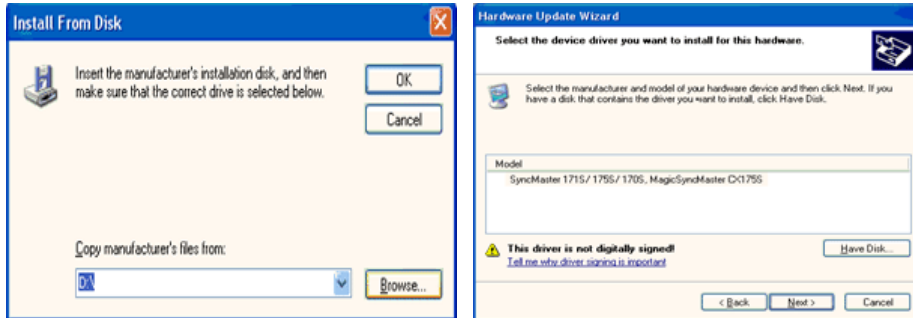 Install From Disk
Insert the manufacturer's installation disk, and then
make sure that the correct drive is selected below.
OK
Cancel
Copy manufacturer's files from:
D:\
Browse...
Hardware Update Wizard
Select the device driver you want to install for this hardware.
Select the manufacturer and model of your hardware device and then click Next. If you
have a disk that contains the driver you want to install, click Have Disk.
Model
SyncMaster 171S/ 175S/ 170S, MagicSyncMaster CX175S
This driver is not digitally signed!
Tell me why driver signing is important
Have Disk...
< Back
Next >
Cancel